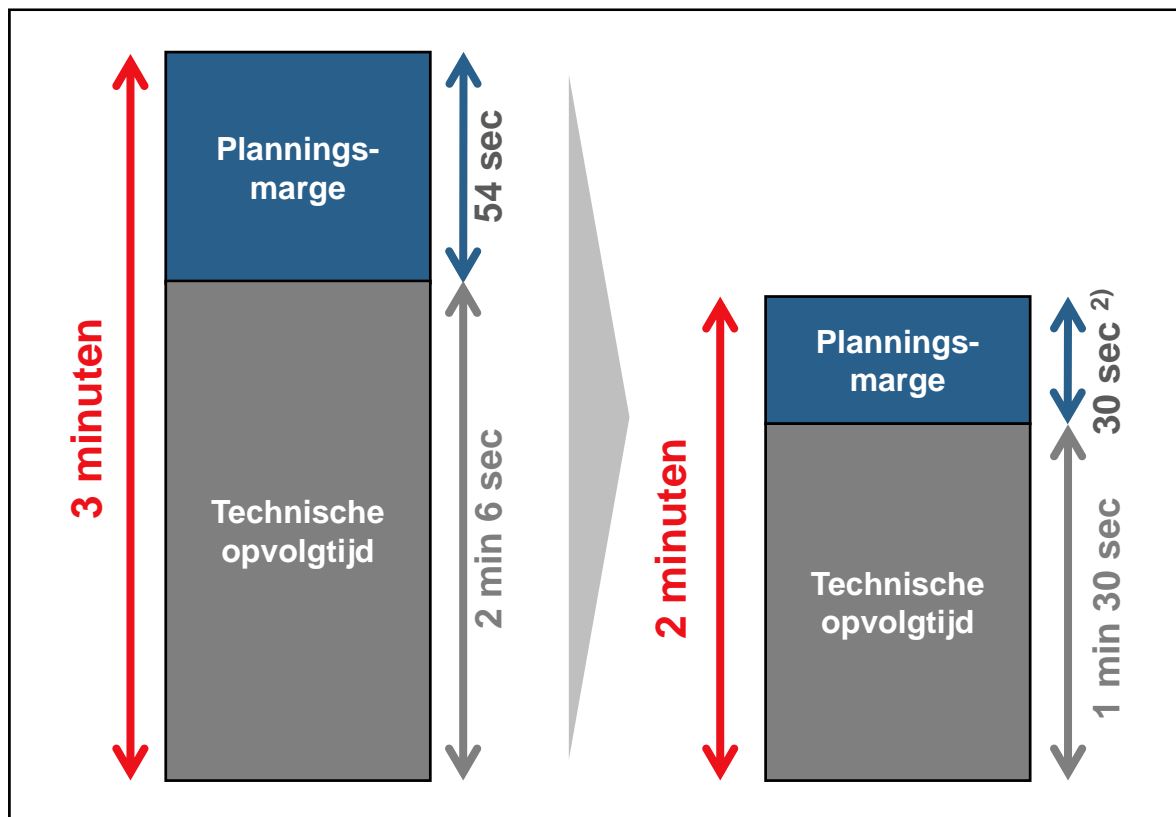 3 minuten
Plannings-
marge
54 sec
Technische
opvolgtijd
2 min 6 sec
2 minuten
Plannings-
marge
30 sec 2)
Technische
opvolgtijd
1 min 30 sec